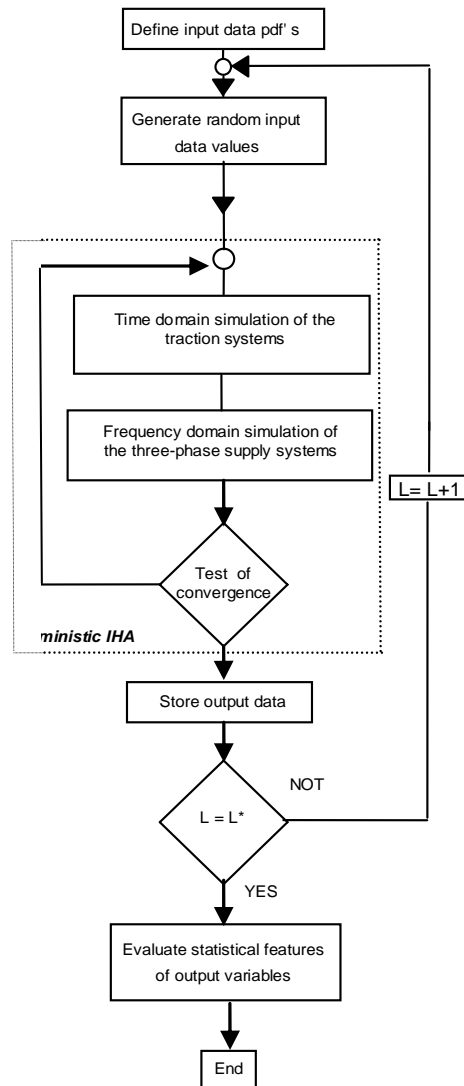 Define input data pdf' s
Generate random input
data values
Time domain simulation of the
traction systems
Frequency domain simulation of
the three-phase supply systems
L= L+1
Test of
convergence
ministic IHA
Store output data
NOT
L = L*
YES
Evaluate statistical features
of output variables
End